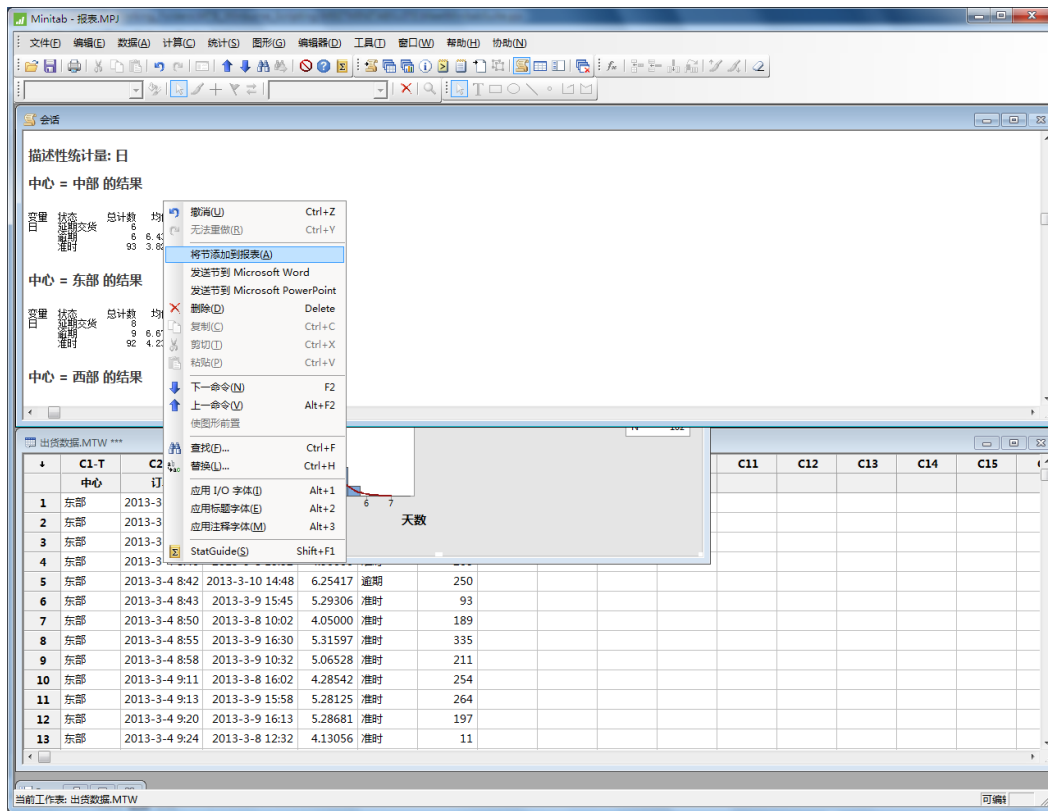 Minitab - 报表.MPJ
文件(F) 编辑(E) 数据(A) 计算(C) 统计(S) 图形(G) 编辑器(D) 工具(T) 窗口(W) 帮助(H) 协助(N)
会话
描述性统计量: 日
中心 = 中部 的结果
变量 状态 总计数
日 延期交货 6
逾期 6
准时 93
中心 = 东部 的结果
变量 状态 总计数
日 延期交货 8
逾期 9
准时 92
中心 = 西部 的结果
撤消(U) Ctrl+Z
无法重做(R) Ctrl+Y
将节添加到报表(A)
发送节到 Microsoft Word
发送节到 Microsoft PowerPoint
删除(D) Delete
复制(C) Ctrl+C
剪切(T) Ctrl+X
粘贴(P) Ctrl+V
下一命令(N) F2
上一命令(V) Alt+F2
使图形前置
查找(F)... Ctrl+F
替换(L)... Ctrl+H
应用 I/O 字体(I) Alt+1
应用标题字体(E) Alt+2
应用注释字体(M) Alt+3
StatGuide(S) Shift+F1
6 7
天数
出货数据.MTW ***
C1-T C2 C11 C12 C13 C14 C15
中心
1 东部 2013-3
2 东部 2013-3
3 东部 2013-3
4 东部 2013-3
5 东部 2013-3-4 8:42 2013-3-10 14:48 6.25417 逾期 250
6 东部 2013-3-4 8:43 2013-3-9 15:45 5.29306 准时 93
7 东部 2013-3-4 8:50 2013-3-8 10:02 4.05000 准时 189
8 东部 2013-3-4 8:55 2013-3-9 16:30 5.31597 准时 335
9 东部 2013-3-4 8:58 2013-3-9 10:32 5.06528 准时 211
10 东部 2013-3-4 9:11 2013-3-8 16:02 4.28542 准时 254
11 东部 2013-3-4 9:13 2013-3-9 15:58 5.28125 准时 264
12 东部 2013-3-4 9:20 2013-3-9 16:13 5.28681 准时 197
13 东部 2013-3-4 9:24 2013-3-8 12:32 4.13056 准时 11
当前工作表: 出货数据.MTW 可编辑